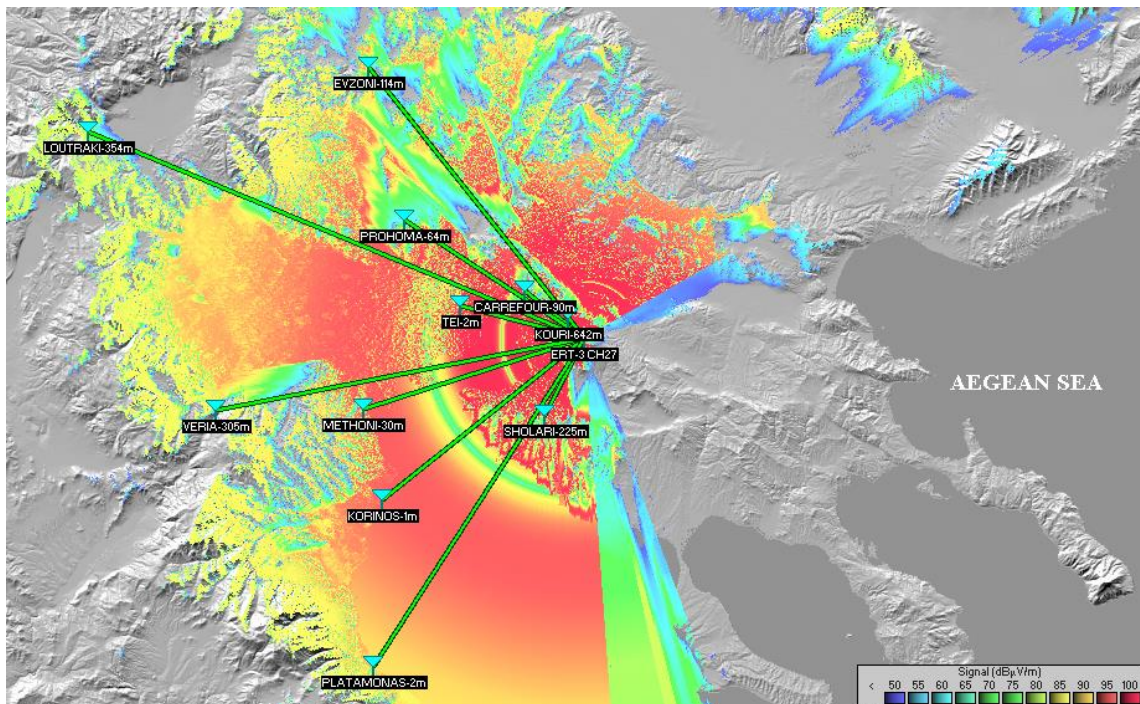 EVZONI-114m
LOUTRAKI-354m
PROHOMA-64m
CARREFOUR-90m
TEI-2m
KOURI-642m
ERT-3 CH27
AEGEAN SEA
VERIA-305m
METHONI-30m
SHOLARI-225m
KORINOS-1m
PLATAMONAS-2m
Signal (dBµV/m)
< 50 55 60 65 70 75 80 85 90 95 100